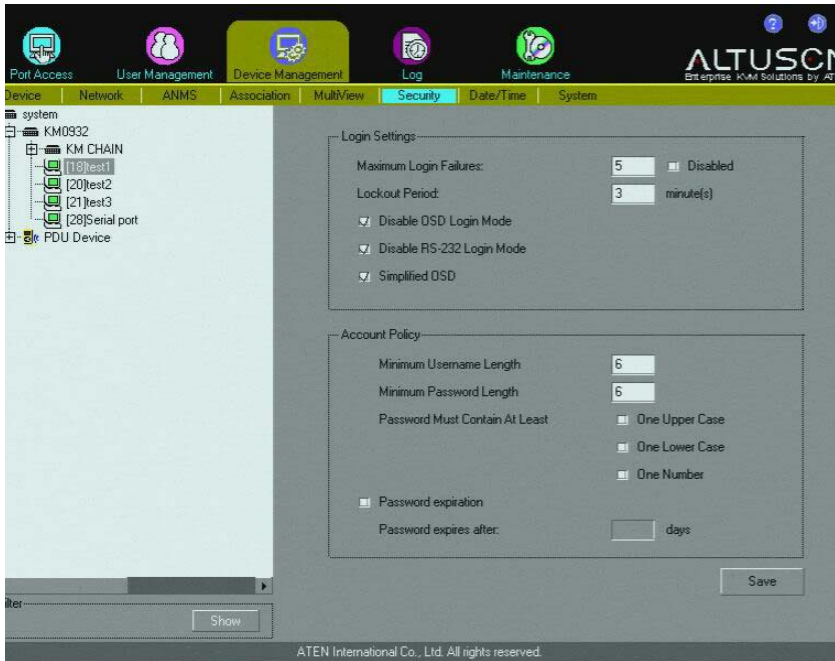 Port Access
User Management
Device Management
Log
Maintenance
ALTUSCN
Enterprise KVM Solutions by AT
Device
Network
ANMS
Association
MultiView
Security
Date/Time
System
system
KM0932
KM CHAIN
[18]test1
[20]test2
[21]test3
[28]Serial port
PDU Device
ilter
Show
Login Settings
Maximum Login Failures:
5
Disabled
Lockout Period:
3
minute(s)
Disable OSD Login Mode
Disable RS-232 Login Mode
Simplified OSD
Account Policy
Minimum Username Length
6
Minimum Password Length
6
Password Must Contain At Least
One Upper Case
One Lower Case
One Number
Password expiration
Password expires after:
days
Save
ATEN International Co., Ltd. All rights reserved.